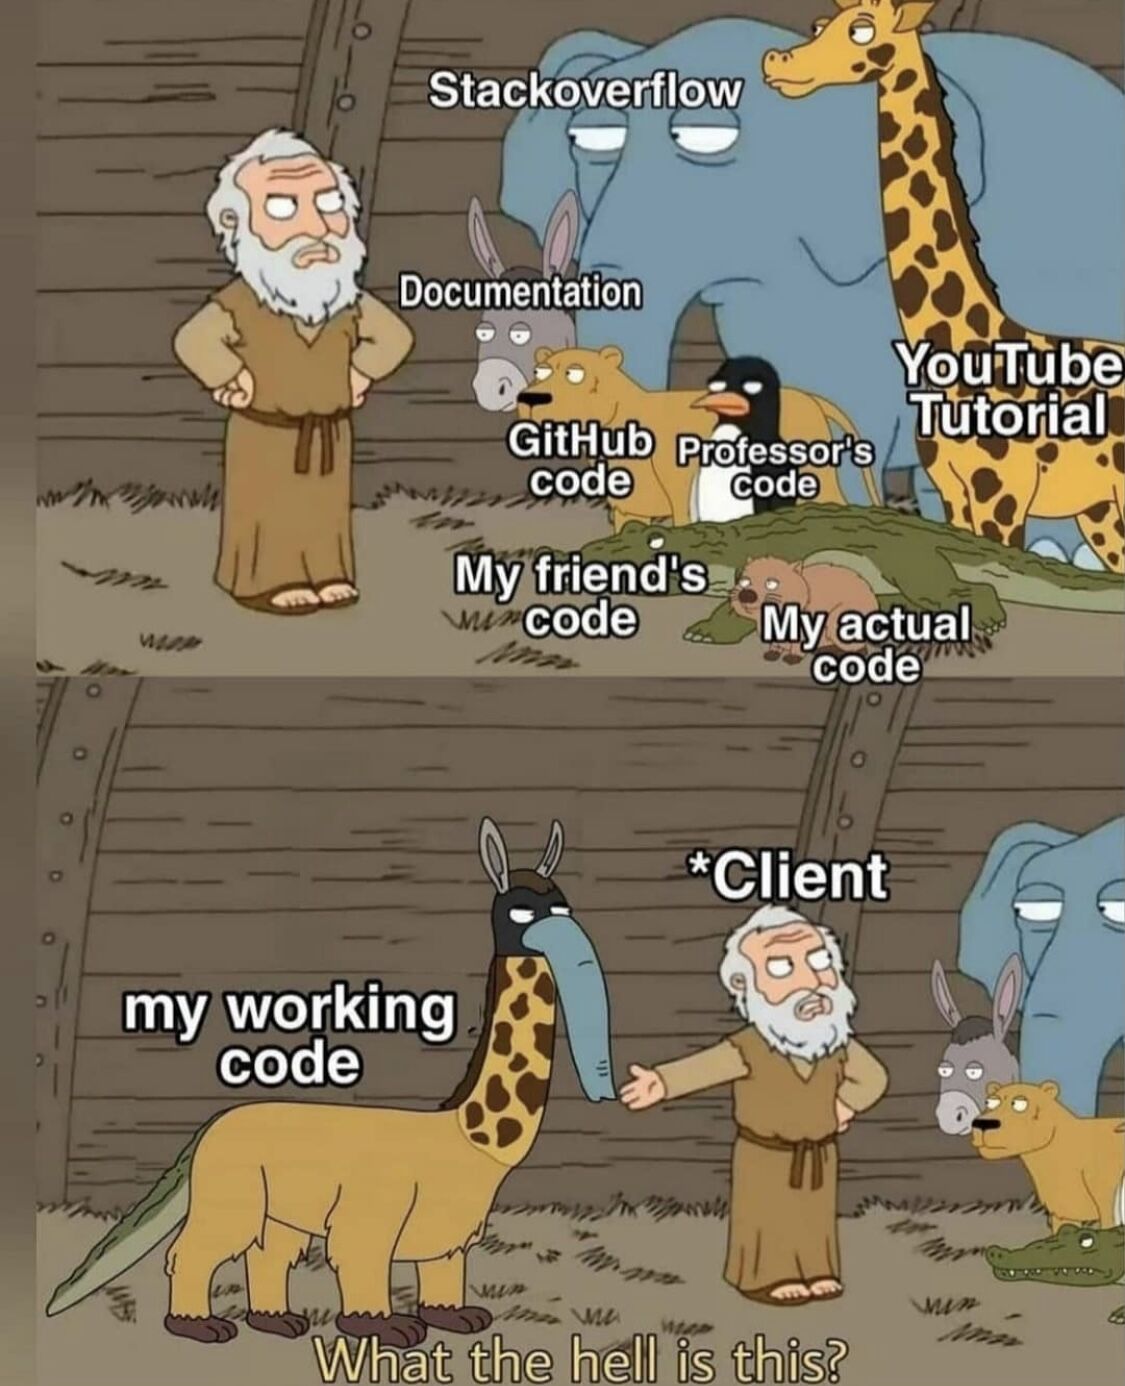 Stackoverflow
Documentation
YouTube
Tutorial
GitHub
code
Professor's
code
My friend's
code
My actual
code
*Client
my working
code
What the hell is this?